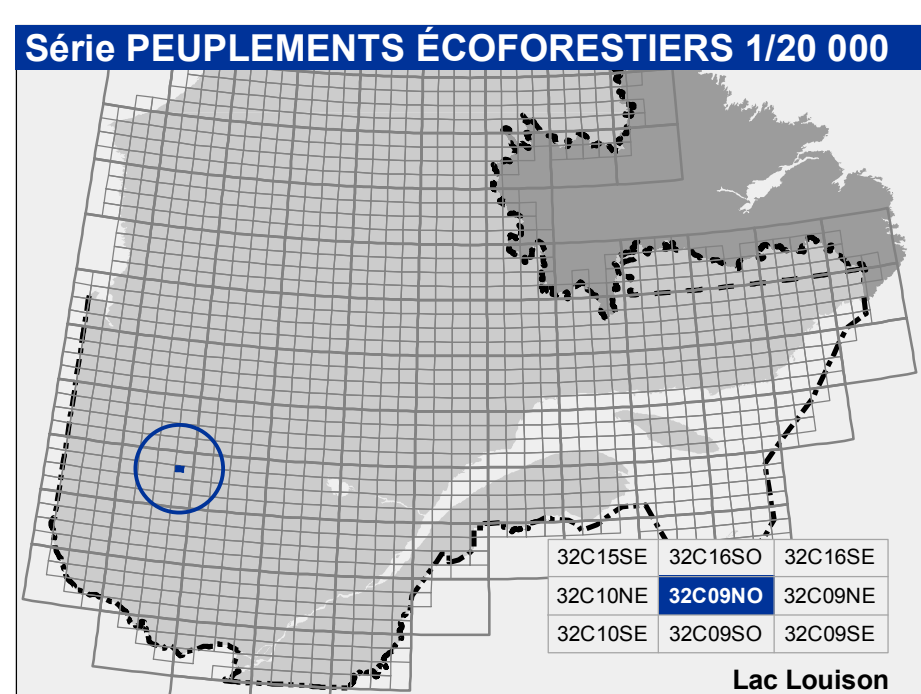 Série PEUPLEMENTS ÉCOFORESTIERS 1/20 000
32C15SE 32C16SO 32C16SE
32C10NE 32C09NO 32C09NE
32C10SE 32C09SO 32C09SE
Lac Louison